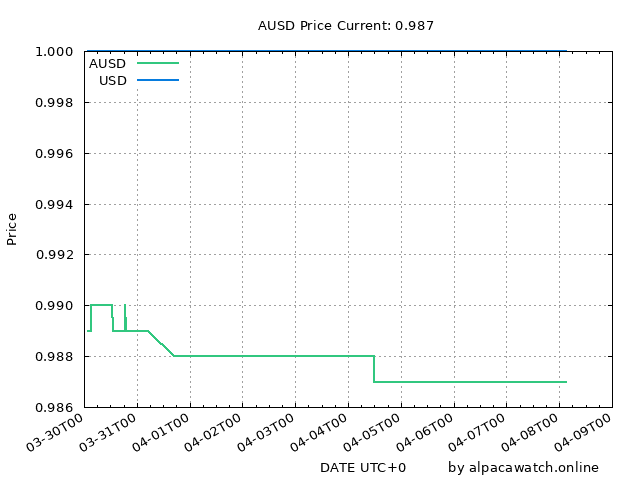 AUSD Price Current: 0.987
1.000
AUSD
USD
0.998
0.996
0.994
0.992
0.990
0.988
0.986
Price
03-30T00
03-31T00
04-01T00
04-02T00
04-03T00
04-04T00
04-05T00
04-06T00
04-07T00
04-08T00
04-09T00
DATE UTC+0
by alpacawatch.online